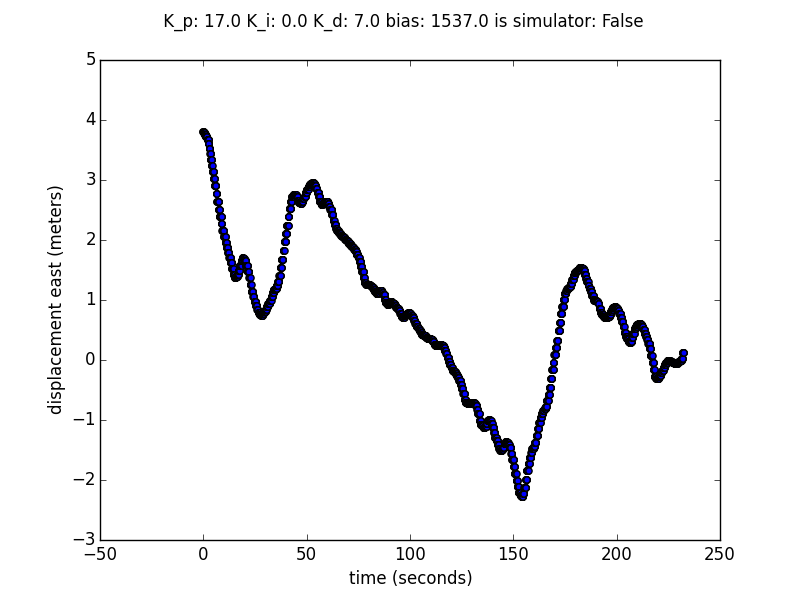 K_p: 17.0 K_i: 0.0 K_d: 7.0 bias: 1537.0 is simulator: False
5
4
3
2
1
0
−1
−2
−3
displacement east (meters)
−50 0 50 100 150 200 250
time (seconds)